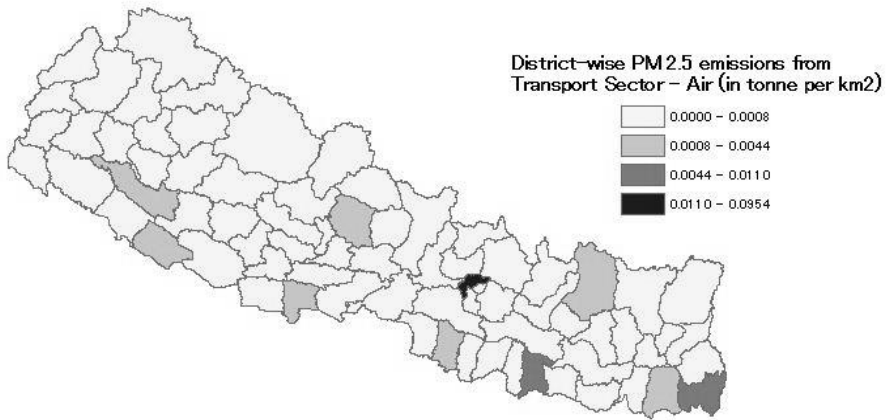 District-wise PM 2.5 emissions from
Transport Sector - Air (in tonne per km2)
0.0000 - 0.0008
0.0008 - 0.0044
0.0044 - 0.0110
0.0110 - 0.0954